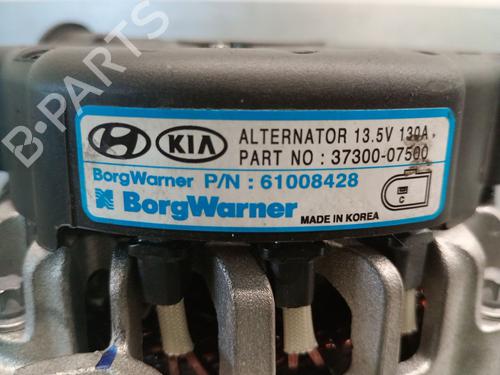 B-PARTS
HYUNDAI KIA ALTERNATOR 13.5V 130A
PART NO : 37300-07500
BorgWarner P/N : 61008428
BorgWarner
C
MADE IN KOREA